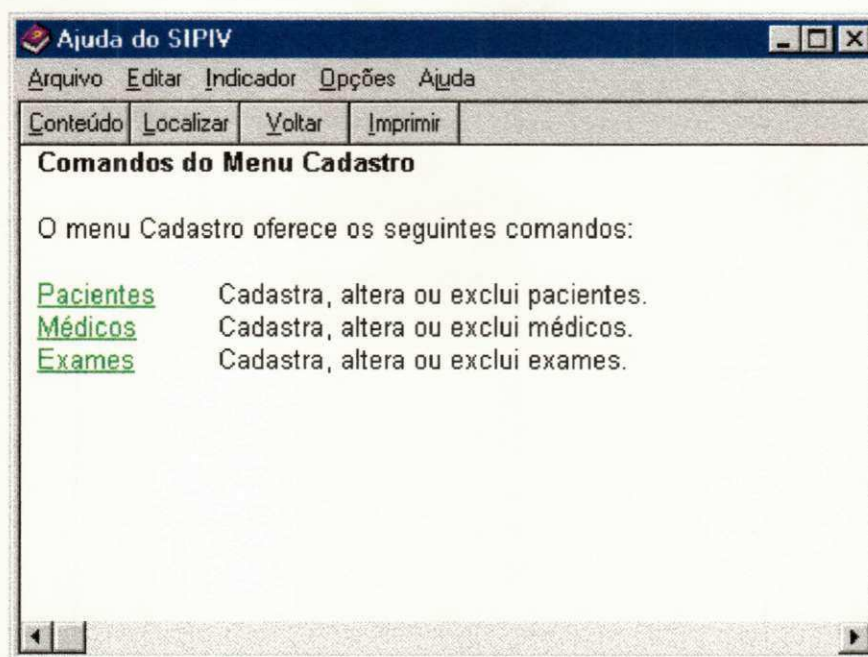 Ajuda do SIPIV
Arquivo Editar Indicador Opções Ajuda
Conteúdo Localizar Voltar Imprimir
Comandos do Menu Cadastro
O menu Cadastro oferece os seguintes comandos:
Pacientes Cadastra, altera ou exclui pacientes.
Médicos Cadastra, altera ou exclui médicos.
Exames Cadastra, altera ou exclui exames.